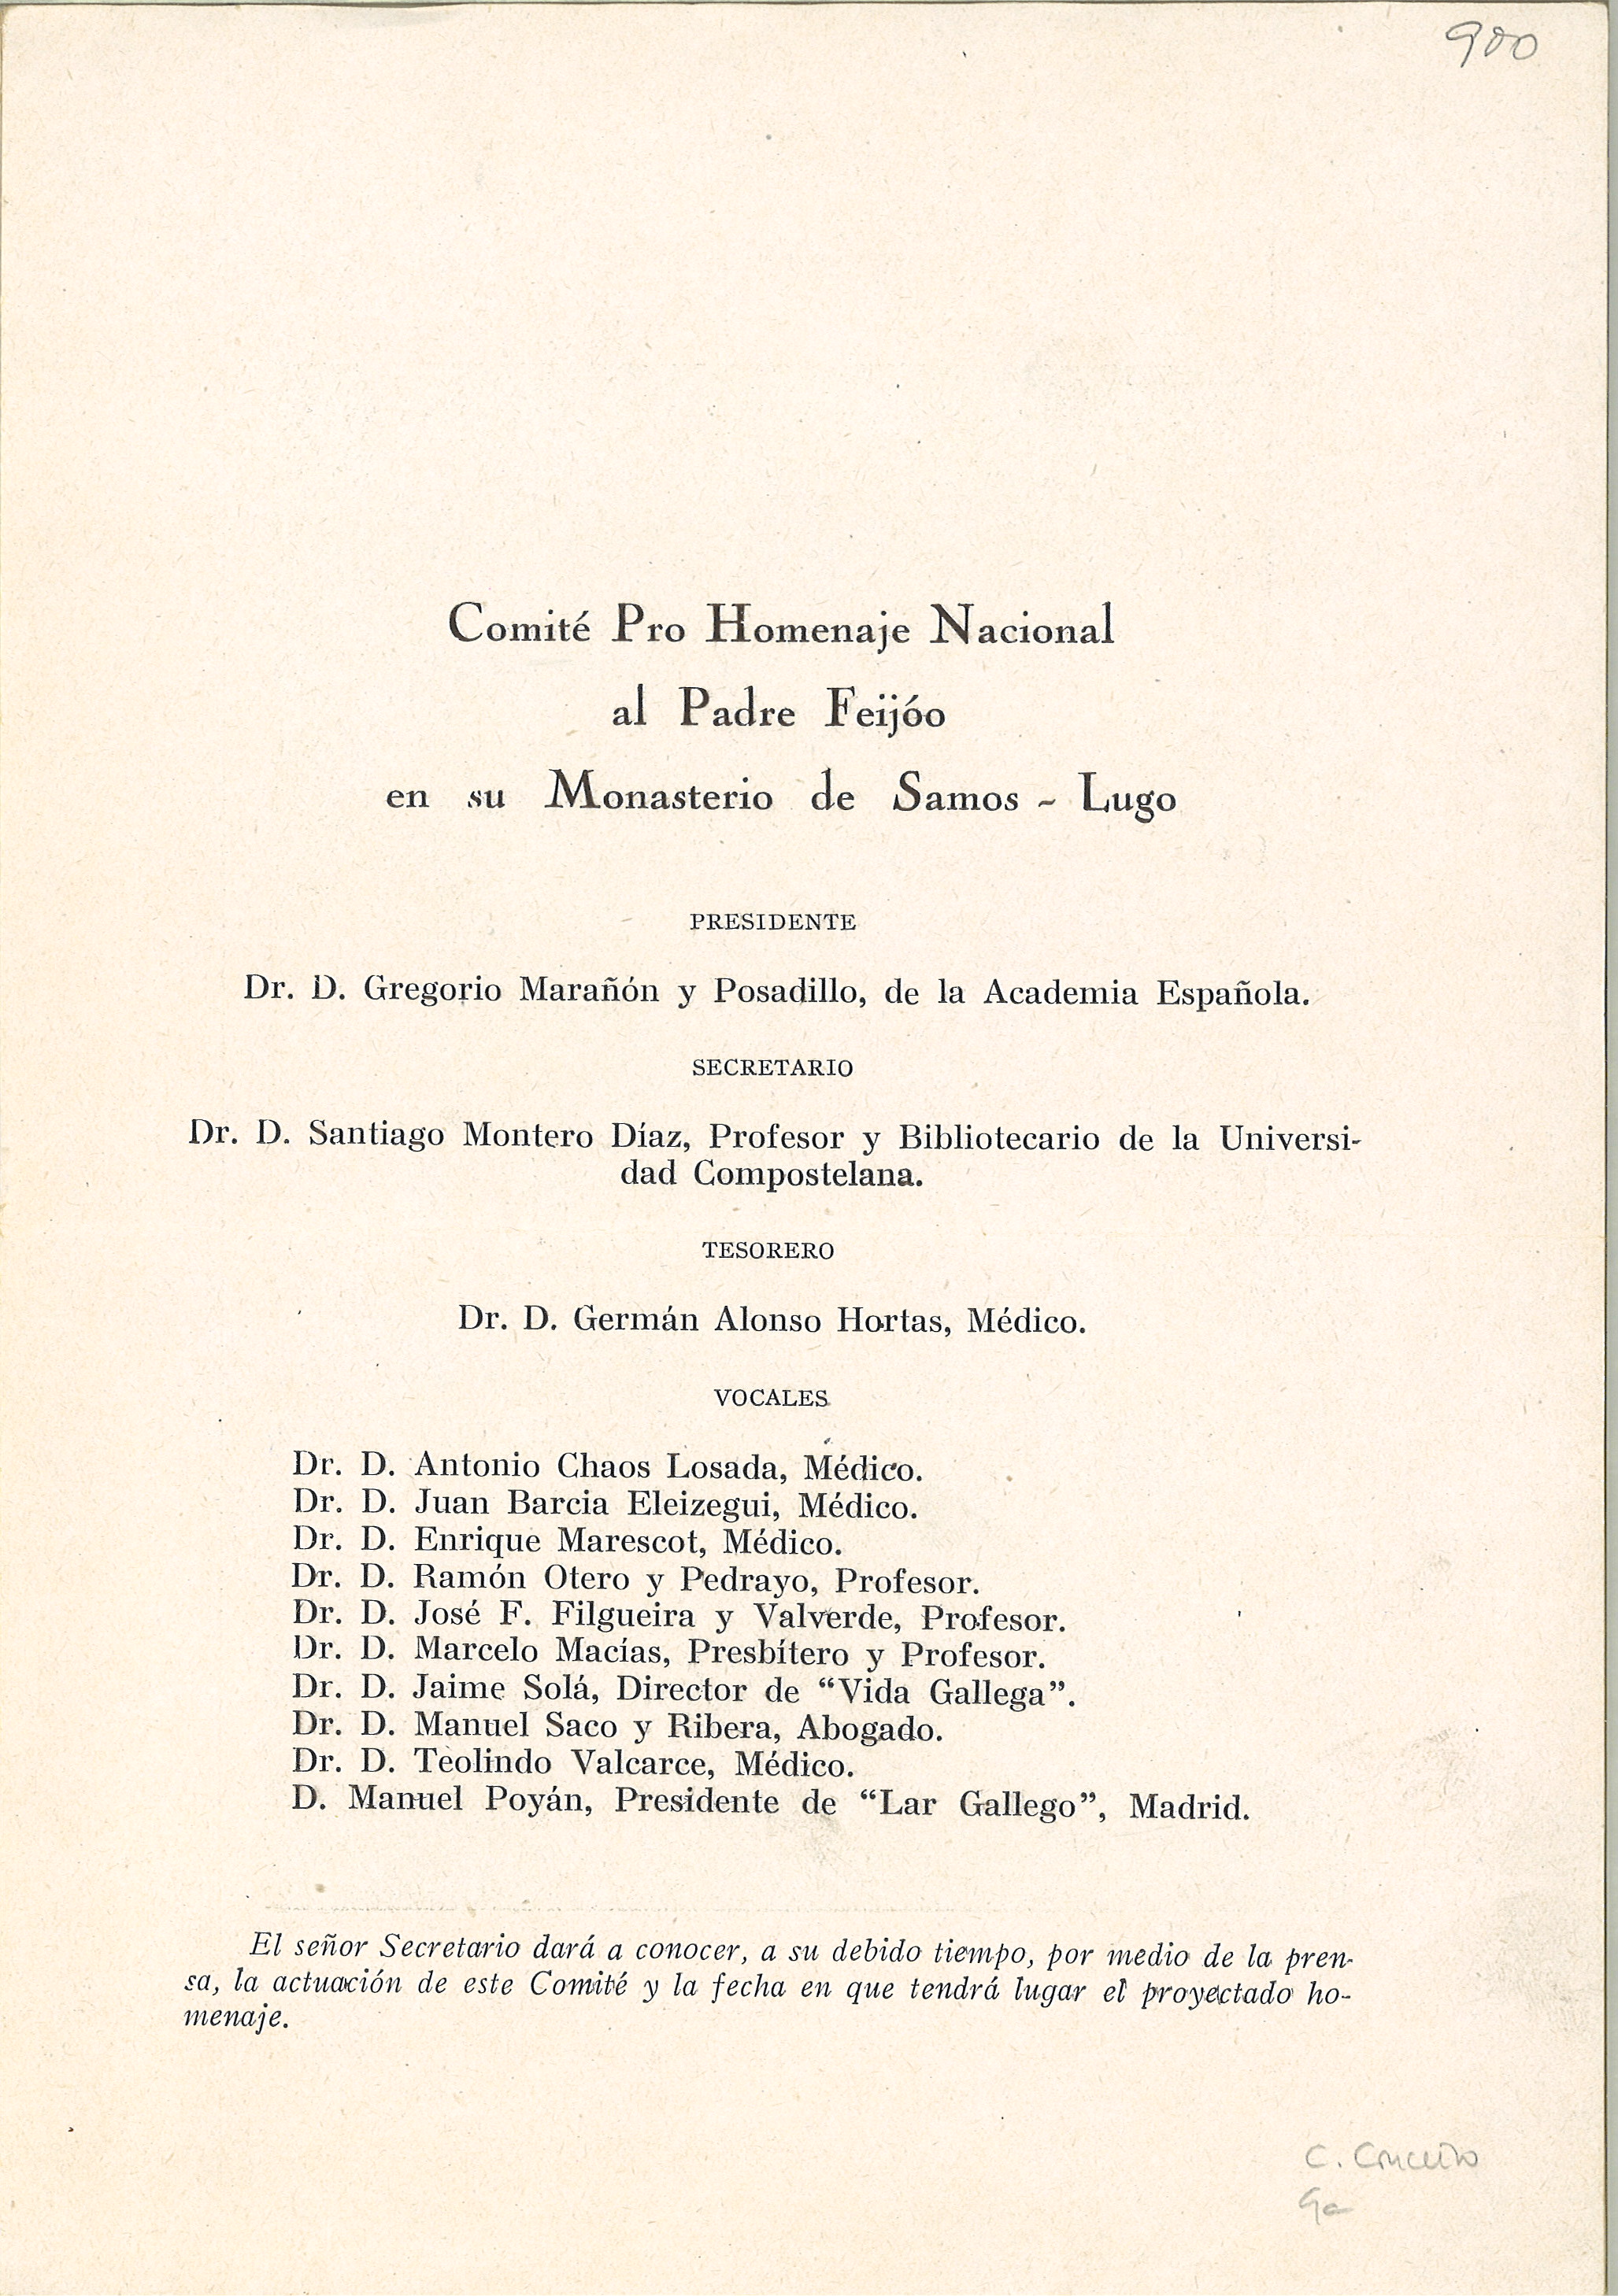 900
Comité Pro Homenaje Nacional
al Padre Feijóo
en su Monasterio de Samos - Lugo
PRESIDENTE
Dr. D. Gregorio Marañón y Posadillo, de la Academia Española.
SECRETARIO
Dr. D. Santiago Montero Díaz, Profesor y Bibliotecario de la Universi-
dad Compostelana.
TESORERO
Dr. D. Germán Alonso Hortas, Médico.
VOCALES
Dr. D. Antonio Chaos Losada, Médico.
Dr. D. Juan Barcia Eleizegui, Médico.
Dr. D. Enrique Marescot, Médico.
Dr. D. Ramón Otero y Pedrayo, Profesor.
Dr. D. José F. Filgueira y Valverde, Profesor.
Dr. D. Marcelo Macías, Presbítero y Profesor.
Dr. D. Jaime Solá, Director de “Vida Gallega”.
Dr. D. Manuel Saco y Ribera, Abogado.
Dr. D. Teolindo Valcarce, Médico.
D. Manuel Poyán, Presidente de “Lar Gallego”, Madrid.
El señor Secretario dará a conocer, a su debido tiempo, por medio de la pren-
sa, la actuación de este Comité y la fecha en que tendrá lugar el proyectado ho-
menaje.
C.